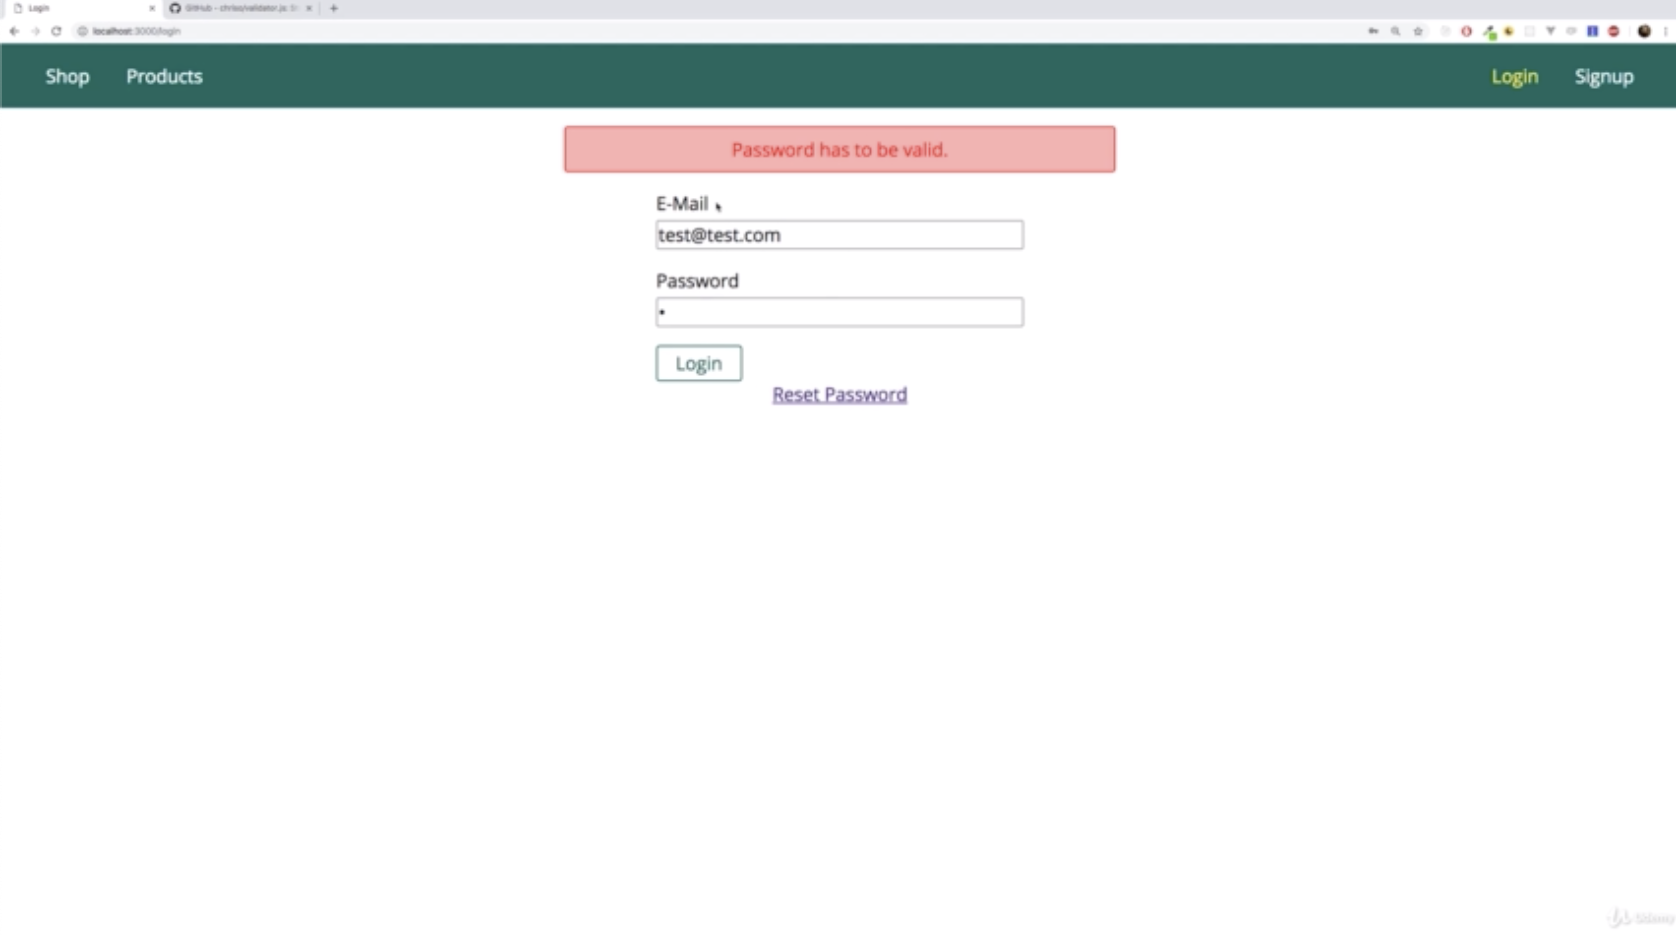 Login
GitHub - chriso/validator.js: St
localhost:3000/login
Shop Products Login Signup
Password has to be valid.
E-Mail
test@test.com
Password
Login
Reset Password
Udemy